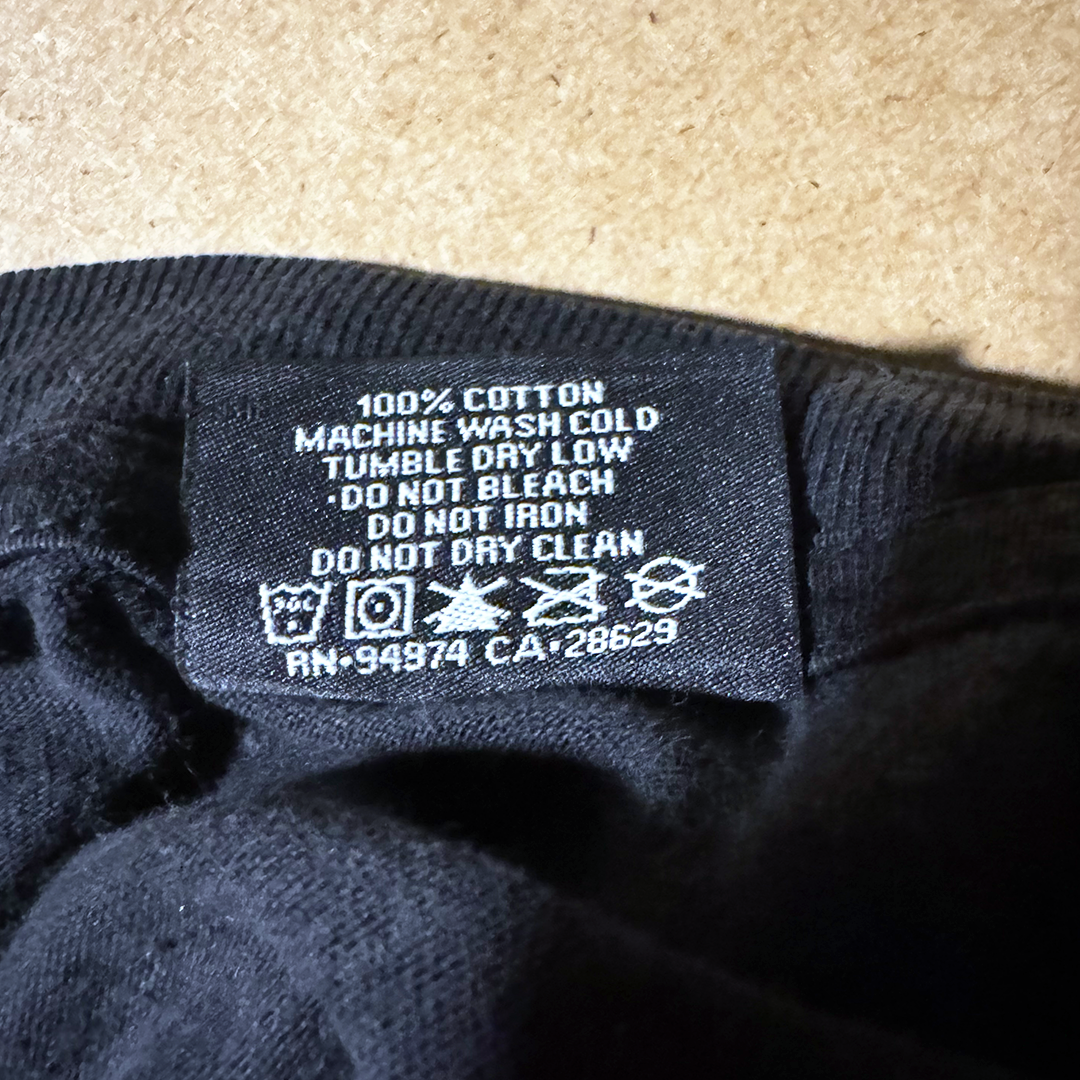 100% COTTON
MACHINE WASH COLD
TUMBLE DRY LOW
·DO NOT BLEACH
DO NOT IRON
DO NOT DRY CLEAN
30C
RN·94974 CA·28629